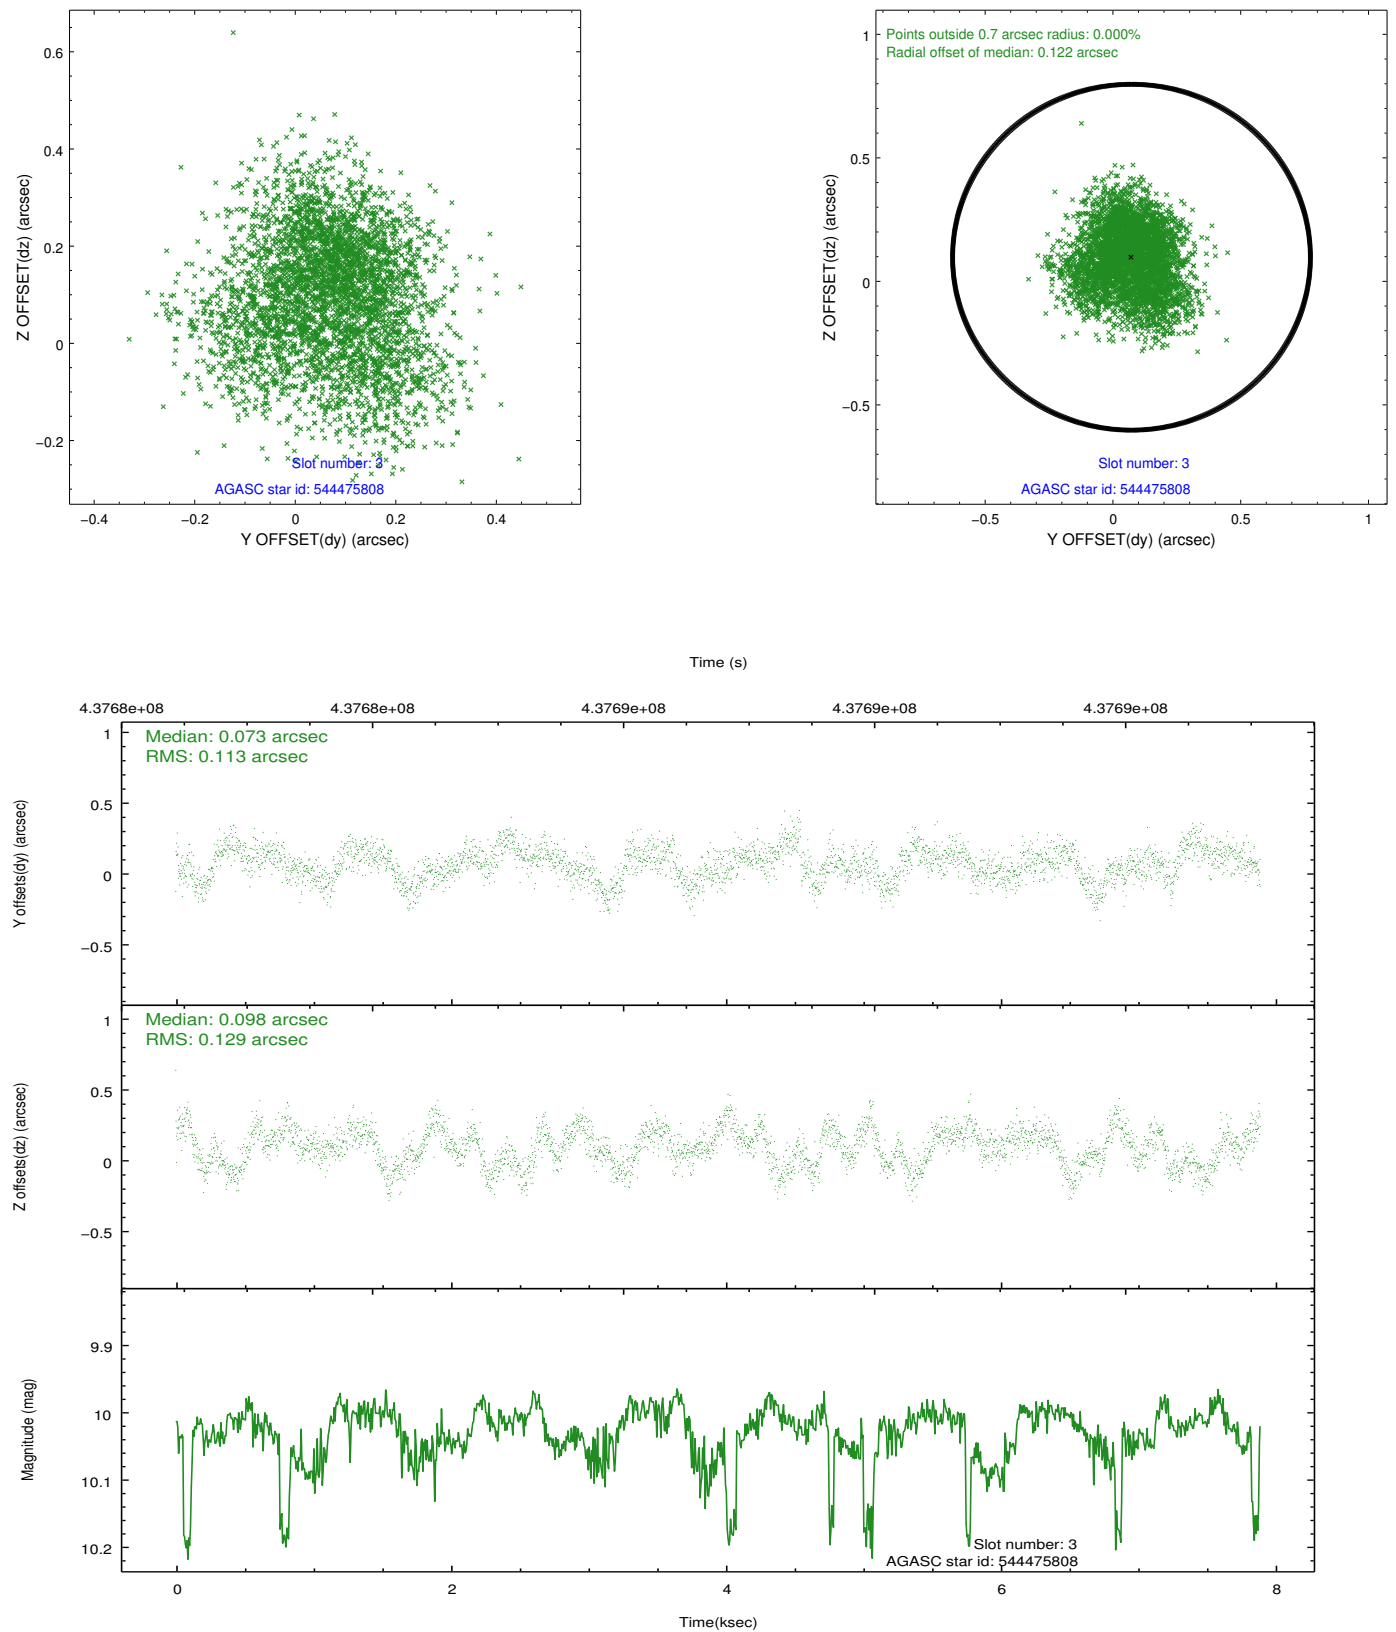 0.6
0.4
0.2
0
−0.2
Z OFFSET(dz) (arcsec)
Slot number: 3
AGASC star id: 544475808
−0.4 −0.2 0 0.2 0.4
Y OFFSET(dy) (arcsec)
Points outside 0.7 arcsec radius: 0.000%
Radial offset of median: 0.122 arcsec
1
0.5
0
−0.5
Z OFFSET(dz) (arcsec)
Slot number: 3
AGASC star id: 544475808
−0.5 0 0.5 1
Y OFFSET(dy) (arcsec)
Time (s)
4.3768e+08 4.3768e+08 4.3769e+08 4.3769e+08 4.3769e+08
Median: 0.073 arcsec
RMS: 0.113 arcsec
1
0.5
0
−0.5
Y offsets(dy) (arcsec)
Median: 0.098 arcsec
RMS: 0.129 arcsec
1
0.5
0
−0.5
Z offsets(dz) (arcsec)
9.9
10
10.1
10.2
Magnitude (mag)
Slot number: 3
AGASC star id: 544475808
0 2 4 6 8
Time(ksec)